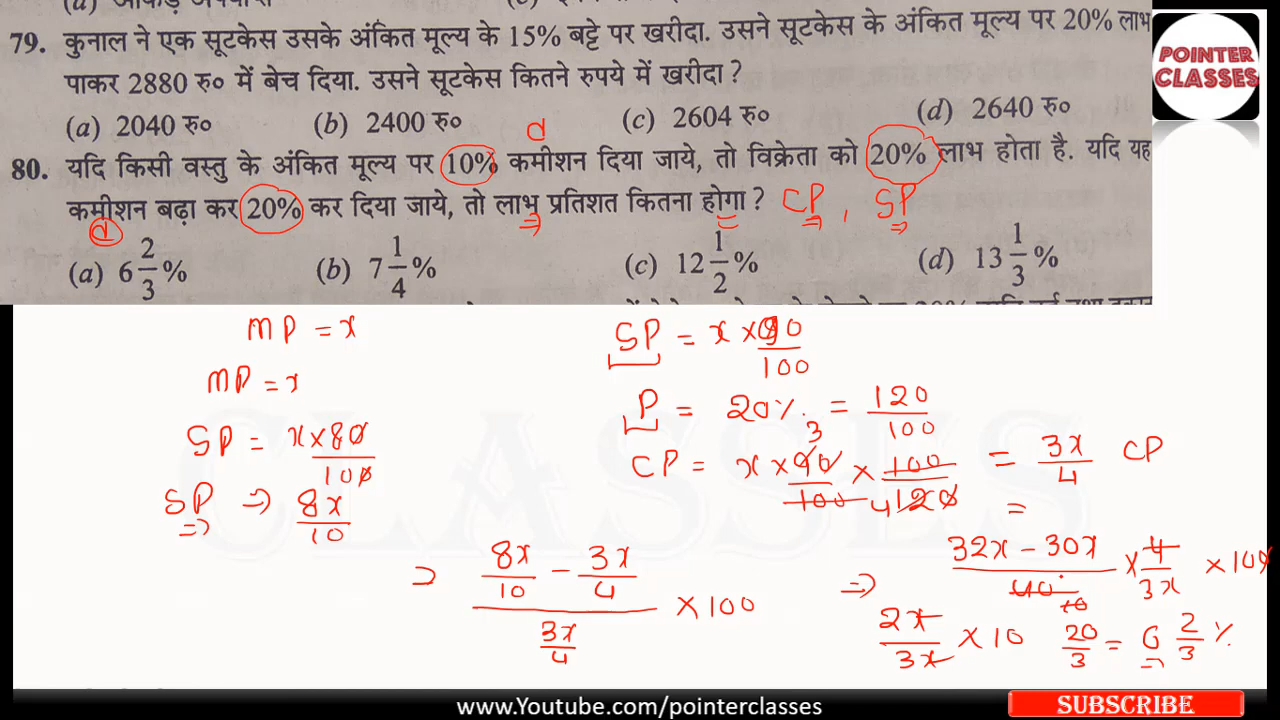 79. कुनाल ने एक सूटकेस उसके अंकित मूल्य के 15% बट्टे पर खरीदा. उसने सूटकेस के अंकित मूल्य पर 20% लाभ
पाकर 2880 रु० में बेच दिया. उसने सूटकेस कितने रुपये में खरीदा ?
(a) 2040 रु० (b) 2400 रु० (c) 2604 रु० (d) 2640 रु०
d
80. यदि किसी वस्तु के अंकित मूल्य पर 10% कमीशन दिया जाये, तो विक्रेता को 20% लाभ होता है. यदि यह
कमीशन बढ़ा कर 20% कर दिया जाये, तो लाभ प्रतिशत कितना होगा ? CP, SP
d
(a) 6 2/3 % (b) 7 1/4 % (c) 12 1/2 % (d) 13 1/3 %
POINTER
CLASSES
MP = x
SP = x × 90/100
MP = x
P = 20% = 120/100
SP = x × 80/100
CP = x × 90/100 × 100/120 = 3x/4 CP
3
4
=
SP ⇒ 8x/10
⇒ (8x/10 - 3x/4)/(3x/4) × 100
⇒ (32x - 30x)/40 × 4/3x × 100
10
2x/3x × 10 20/3 = 6 2/3 %
CLASSES
www.Youtube.com/pointerclasses
SUBSCRIBE